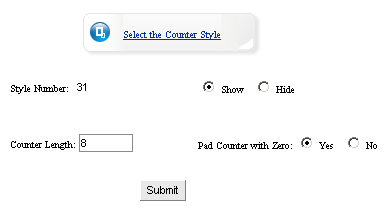 Select the Counter Style
Style Number: 31 Show Hide
Counter Length: 8 Pad Counter with Zero: Yes No
Submit